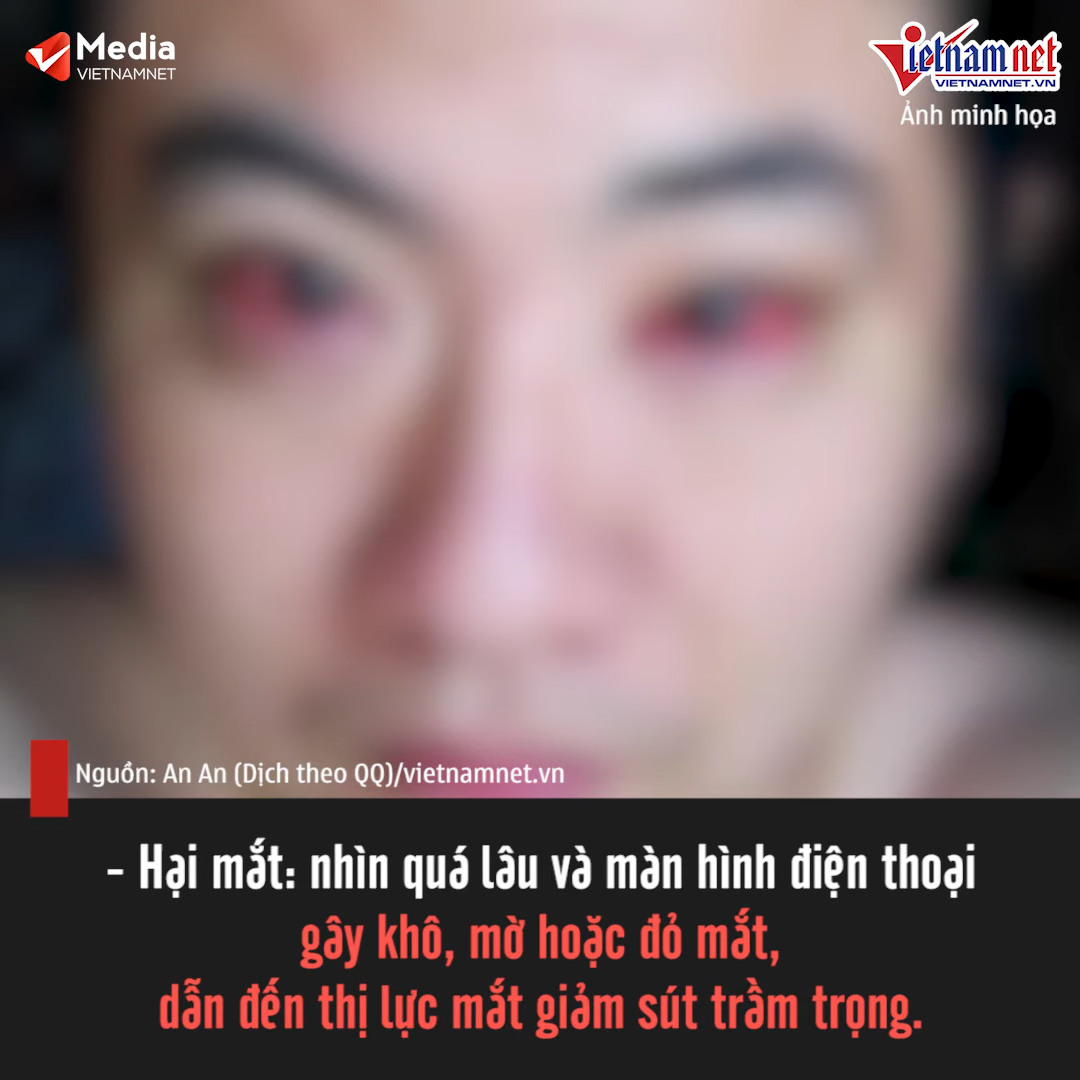 Media
VIETNAMNET
Vietnam net
VIETNAMNET.VN
Ảnh minh họa
Nguồn: An An (Dịch theo QQ)/vietnamnet.vn
- Hại mắt: nhìn quá lâu và màn hình điện thoại
gây khô, mờ hoặc đỏ mắt,
dẫn đến thị lực mắt giảm sút trầm trọng.